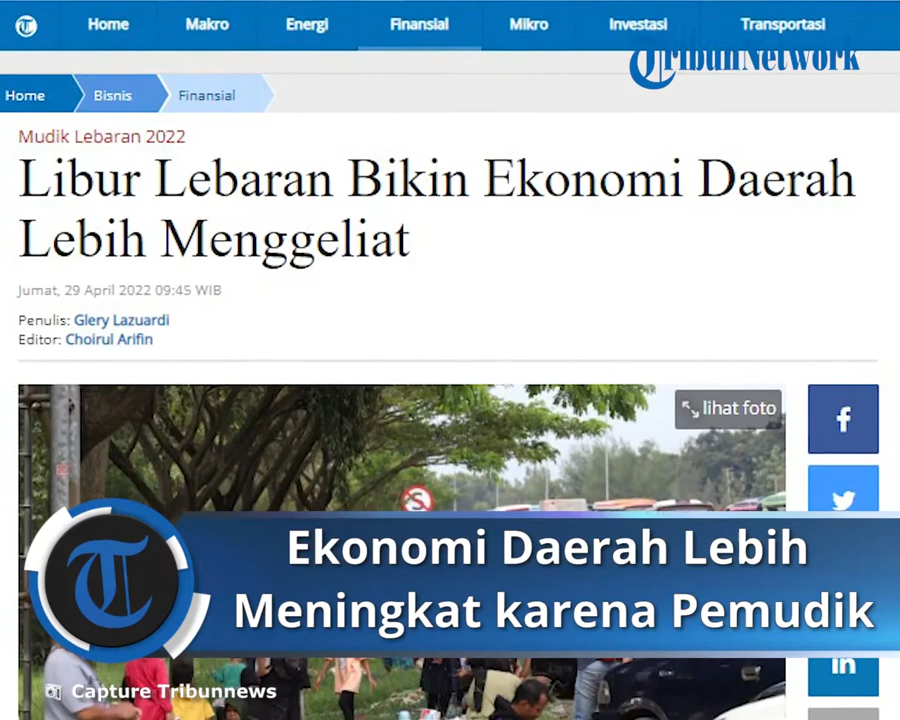 Home Makro Energi Finansial Mikro Investasi Transportasi
TribunNetwork
Home Bisnis Finansial
Mudik Lebaran 2022
Libur Lebaran Bikin Ekonomi Daerah
Lebih Menggeliat
Jumat, 29 April 2022 09:45 WIB
Penulis: Glery Lazuardi
Editor: Choirul Arifin
lihat foto
f
S
Ekonomi Daerah Lebih
Meningkat karena Pemudik
T
in
Capture Tribunnews